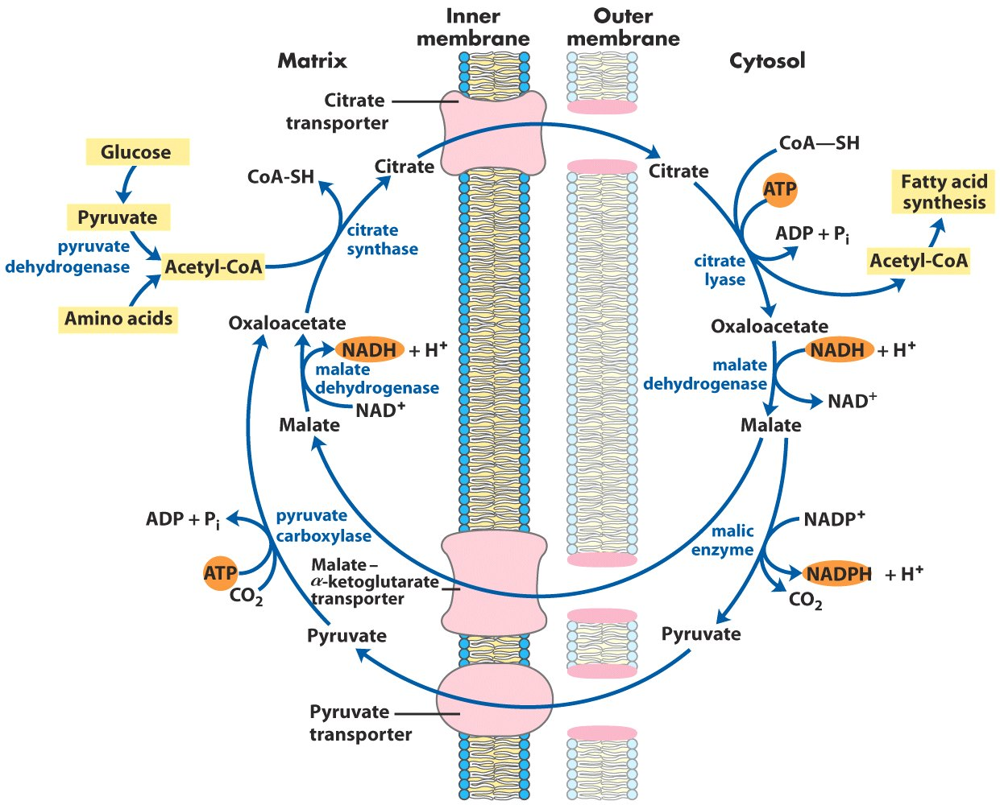 Inner
membrane
Outer
membrane
Matrix
Cytosol
Citrate
transporter
Glucose
Pyruvate
pyruvate
dehydrogenase
Acetyl-CoA
Amino acids
CoA-SH
Citrate
citrate
synthase
Oxaloacetate
NADH + H⁺
malate
dehydrogenase
NAD⁺
Malate
ADP + Pᵢ
pyruvate
carboxylase
ATP
CO₂
Malate–
α-ketoglutarate
transporter
Pyruvate
Pyruvate
transporter
Citrate
CoA—SH
ATP
ADP + Pᵢ
Fatty acid
synthesis
Acetyl-CoA
citrate
lyase
Oxaloacetate
NADH + H⁺
malate
dehydrogenase
NAD⁺
Malate
NADP⁺
malic
enzyme
NADPH + H⁺
CO₂
Pyruvate